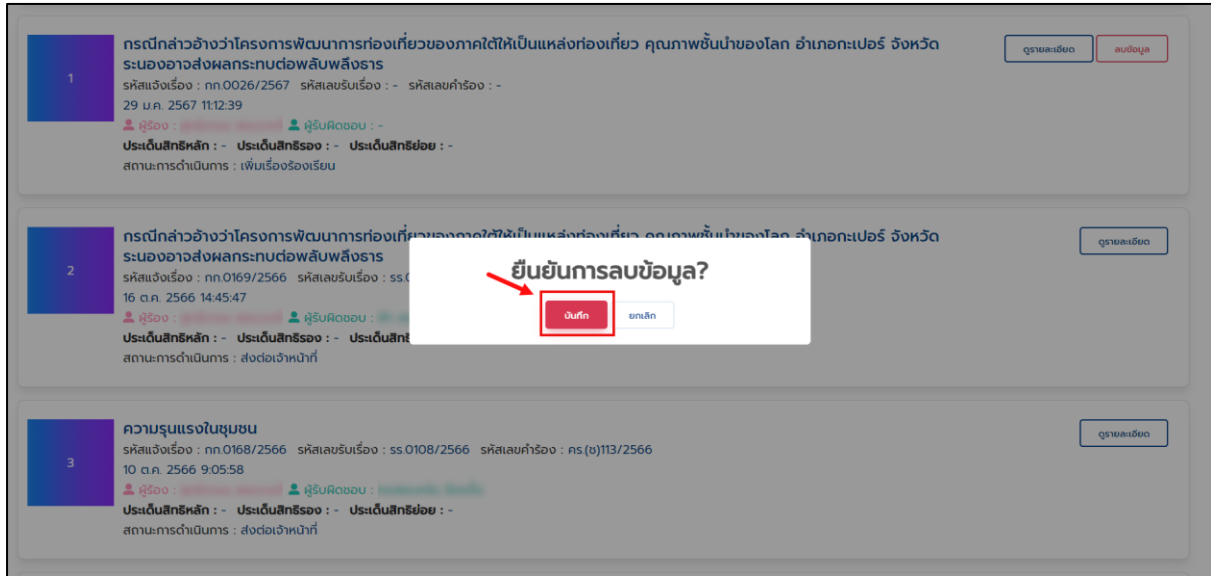 1
กรณีกล่าวอ้างว่าโครงการพัฒนาการท่องเที่ยวของภาคใต้ให้เป็นแหล่งท่องเที่ยว คุณภาพชั้นนำของโลก อำเภอกะเปอร์ จังหวัด
ระนองอาจส่งผลกระทบต่อพลับพลึงธาร
ดูรายละเอียด
ลบข้อมูล
รหัสแจ้งเรื่อง : กก.0026/2567 รหัสเลขรับเรื่อง : - รหัสเลขคำร้อง : -
29 ม.ค. 2567 11:12:39
ผู้ร้อง : ผู้รับผิดชอบ : -
ประเด็นสิทธิหลัก : - ประเด็นสิทธิรอง : - ประเด็นสิทธิย่อย : -
สถานะการดำเนินการ : เพิ่มเรื่องร้องเรียน
2
กรณีกล่าวอ้างว่าโครงการพัฒนาการท่องเที่ยวของภาคใต้ให้เป็นแหล่งท่องเที่ยว คุณภาพชั้นนำของโลก อำเภอกะเปอร์ จังหวัด
ระนองอาจส่งผลกระทบต่อพลับพลึงธาร
ดูรายละเอียด
รหัสแจ้งเรื่อง : กก.0169/2566 รหัสเลขรับเรื่อง : รร.
16 ต.ค. 2566 14:45:47
ผู้ร้อง : ผู้รับผิดชอบ :
ประเด็นสิทธิหลัก : - ประเด็นสิทธิรอง : -
สถานะการดำเนินการ : ส่งต่อเจ้าหน้าที่
ยืนยันการลบข้อมูล?
บันทึก ยกเลิก
3
ความรุนแรงในชุมชน
ดูรายละเอียด
รหัสแจ้งเรื่อง : กก.0168/2566 รหัสเลขรับเรื่อง : รร.0108/2566 รหัสเลขคำร้อง : คร.(ช)113/2566
10 ต.ค. 2566 9:05:58
ผู้ร้อง : ผู้รับผิดชอบ :
ประเด็นสิทธิหลัก : - ประเด็นสิทธิรอง : - ประเด็นสิทธิย่อย : -
สถานะการดำเนินการ : ส่งต่อเจ้าหน้าที่